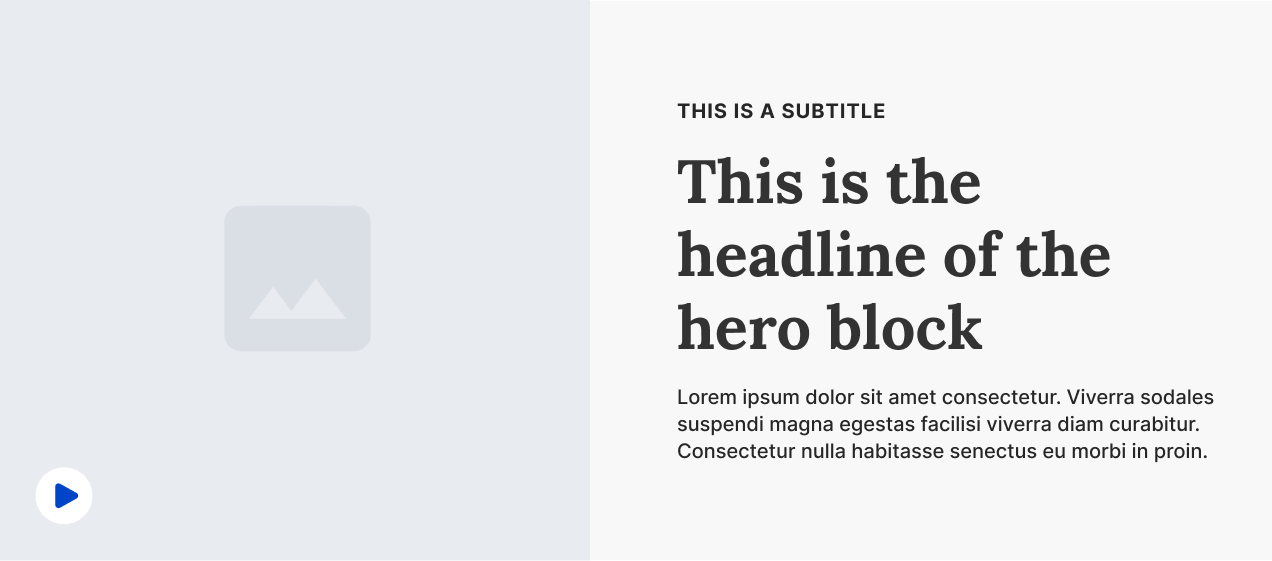 THIS IS A SUBTITLE
This is the
headline of the
hero block
Lorem ipsum dolor sit amet consectetur. Viverra sodales
suspendi magna egestas facilisi viverra diam curabitur.
Consectetur nulla habitasse senectus eu morbi in proin.